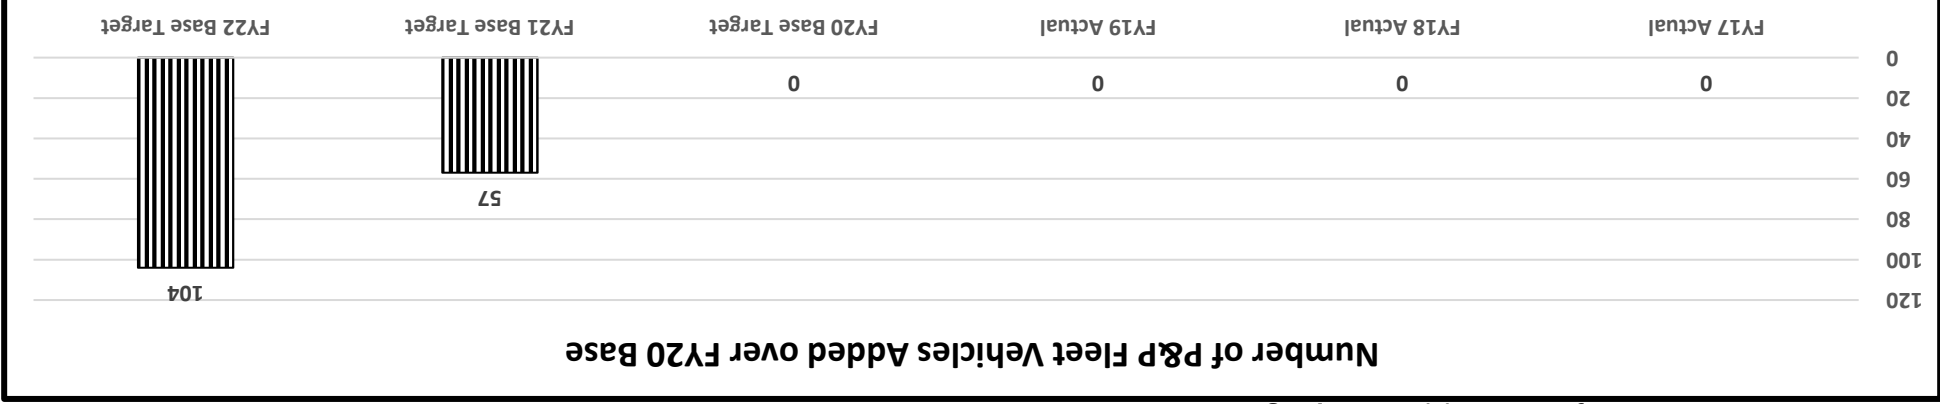 Number of P&P Fleet Vehicles Added over FY20 Base
120
100
80
60
40
20
0
0
0
0
0
57
104
FY17 Actual
FY18 Actual
FY19 Actual
FY20 Base Target
FY21 Base Target
FY22 Base Target